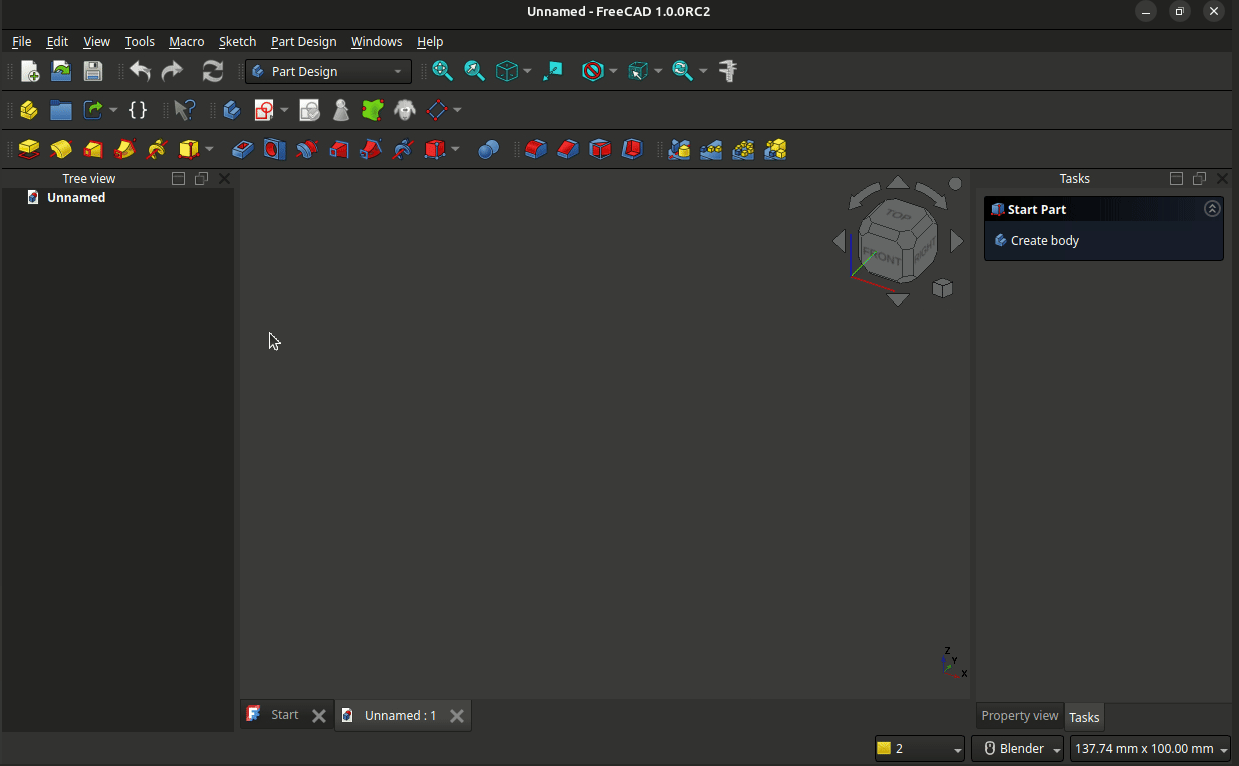 Unnamed - FreeCAD 1.0.0RC2
File Edit View Tools Macro Sketch Part Design Windows Help
Part Design
Tree view
Tasks
Unnamed
Start Part
Create body
TOP
FRONT
RIGHT
Z
Y
X
Start
Unnamed : 1
Property view
Tasks
2
Blender
137.74 mm x 100.00 mm